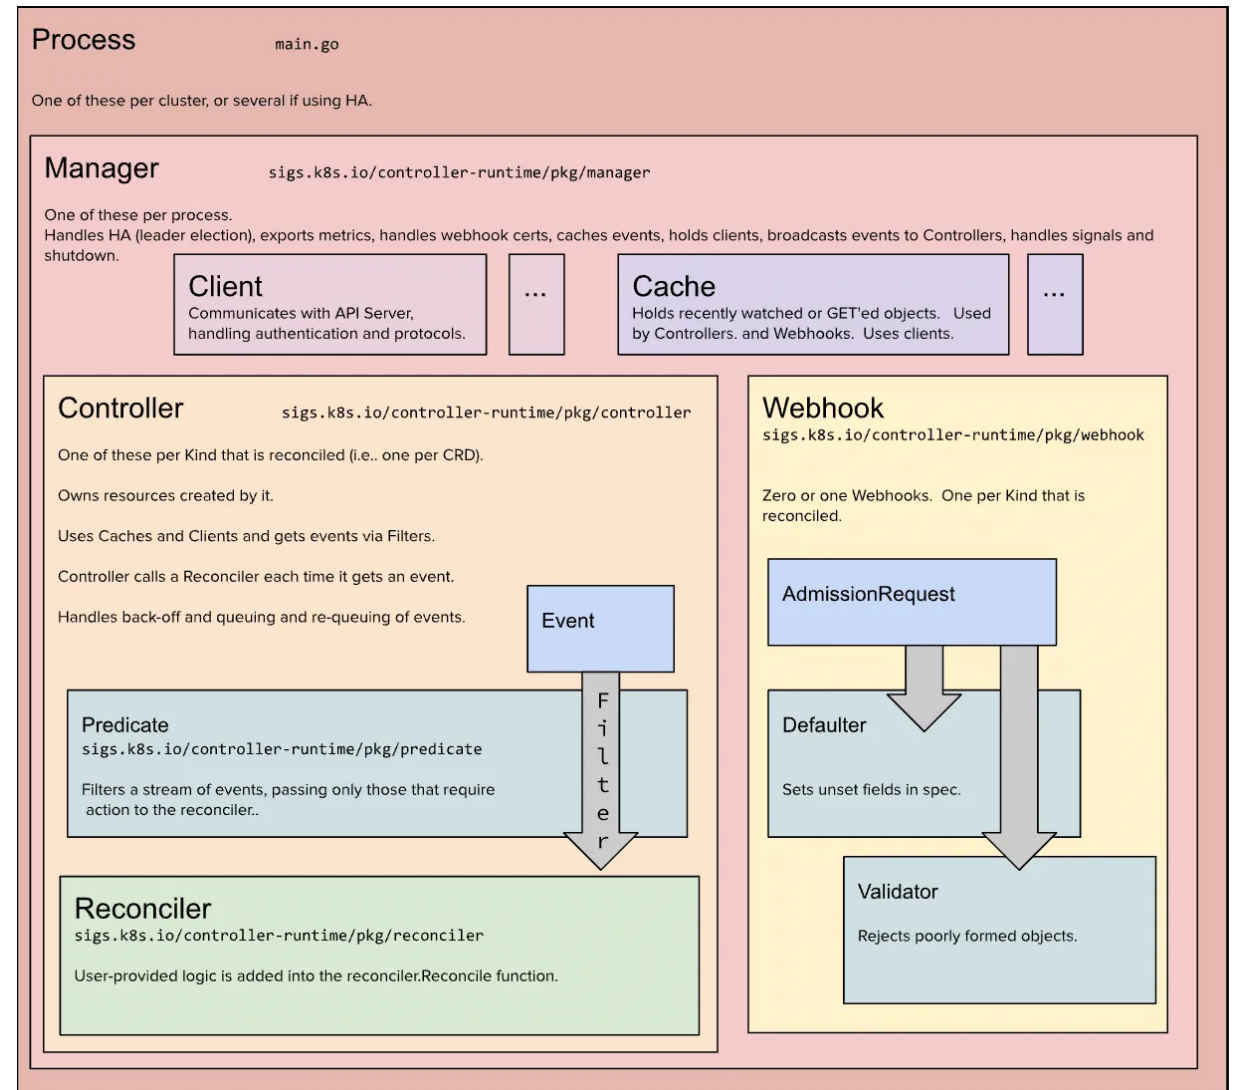 Process main.go
One of these per cluster, or several if using HA.
Manager sigs.k8s.io/controller-runtime/pkg/manager
One of these per process.
Handles HA (leader election), exports metrics, handles webhook certs, caches events, holds clients, broadcasts events to Controllers, handles signals and
shutdown.
Client
Communicates with API Server,
handling authentication and protocols.
...
Cache
Holds recently watched or GET'ed objects. Used
by Controllers. and Webhooks. Uses clients.
...
Controller sigs.k8s.io/controller-runtime/pkg/controller
One of these per Kind that is reconciled (i.e.. one per CRD).
Owns resources created by it.
Uses Caches and Clients and gets events via Filters.
Controller calls a Reconciler each time it gets an event.
Handles back-off and queuing and re-queuing of events.
Event
Filter
Predicate
sigs.k8s.io/controller-runtime/pkg/predicate
Filters a stream of events, passing only those that require
action to the reconciler..
Reconciler
sigs.k8s.io/controller-runtime/pkg/reconciler
User-provided logic is added into the reconciler.Reconcile function.
Webhook
sigs.k8s.io/controller-runtime/pkg/webhook
Zero or one Webhooks. One per Kind that is
reconciled.
AdmissionRequest
Defaulter
Sets unset fields in spec.
Validator
Rejects poorly formed objects.